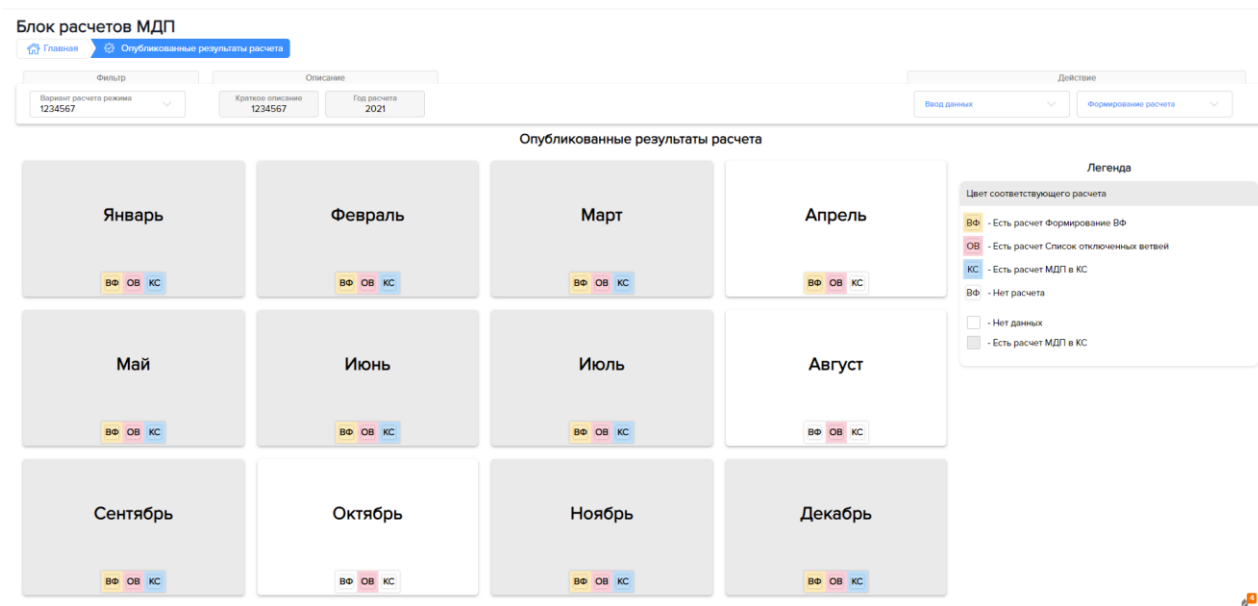 Блок расчетов МДП
Главная
Опубликованные результаты расчета
Фильтр
Описание
Действие
Вариант расчета режима
1234567
Краткое описание
1234567
Год расчета
2021
Ввод данных
Формирование расчета
Опубликованные результаты расчета
Январь
ВФ ОВ КС
Февраль
ВФ ОВ КС
Март
ВФ ОВ КС
Апрель
ВФ ОВ КС
Май
ВФ ОВ КС
Июнь
ВФ ОВ КС
Июль
ВФ ОВ КС
Август
ВФ ОВ КС
Сентябрь
ВФ ОВ КС
Октябрь
ВФ ОВ КС
Ноябрь
ВФ ОВ КС
Декабрь
ВФ ОВ КС
Легенда
Цвет соответствующего расчета
ВФ - Есть расчет Формирование ВФ
ОВ - Есть расчет Список отключенных ветвей
КС - Есть расчет МДП в КС
ВФ - Нет расчета
- Нет данных
- Есть расчет МДП в КС
4